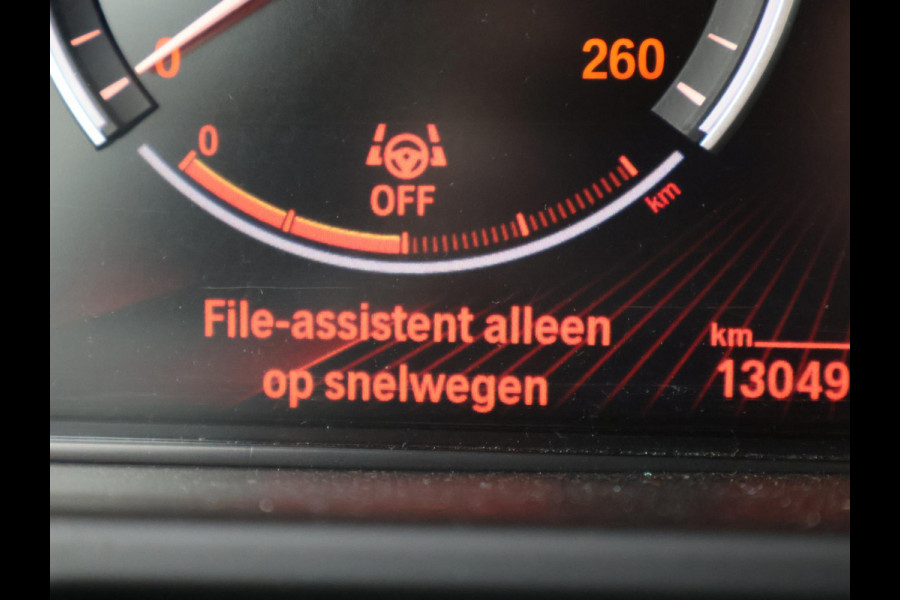 0
260
0
OFF
km
File-assistent alleen
op snelwegen
km
13049